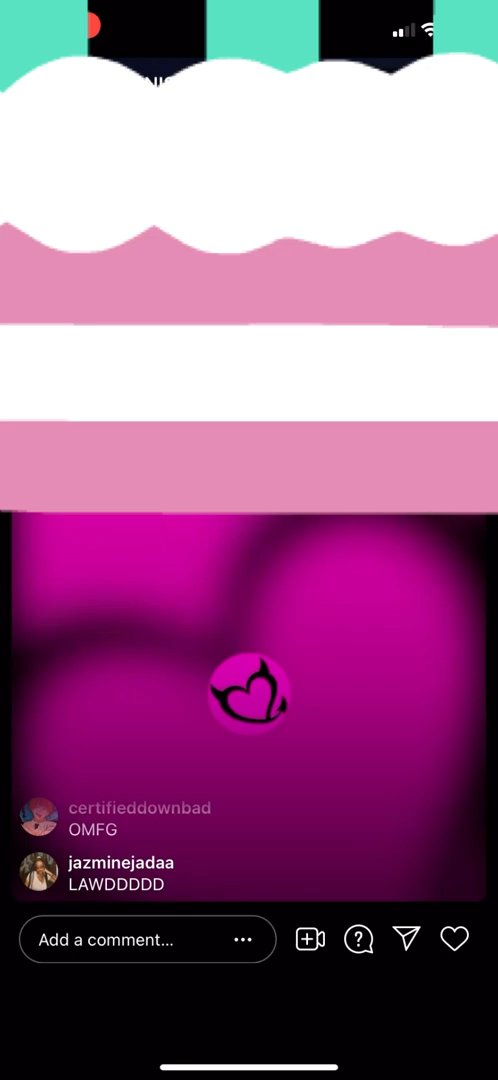 certifieddownbad
OMFG
jazminejadaa
LAWDDDDD
Add a comment...